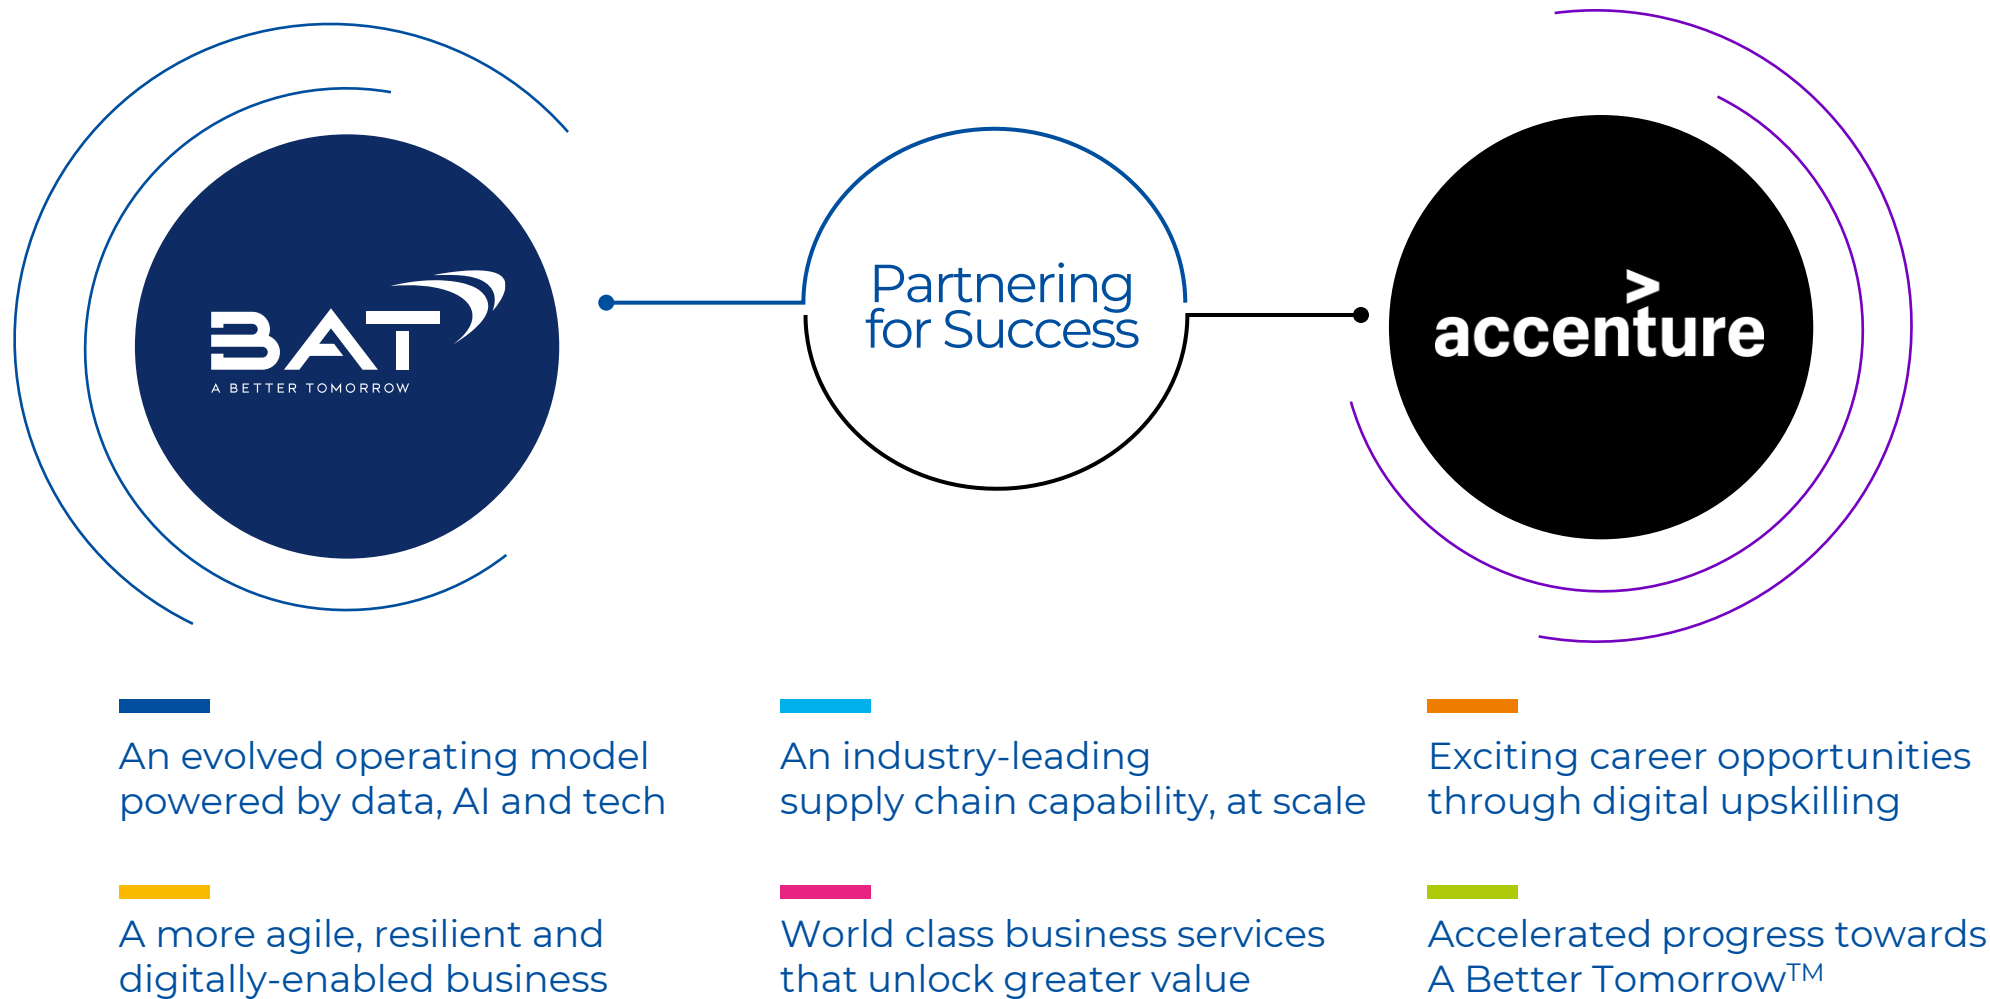 BAT
A BETTER TOMORROW
Partnering
for Success
accenture
An evolved operating model
powered by data, AI and tech
An industry-leading
supply chain capability, at scale
Exciting career opportunities
through digital upskilling
A more agile, resilient and
digitally-enabled business
World class business services
that unlock greater value
Accelerated progress towards
A Better Tomorrow™